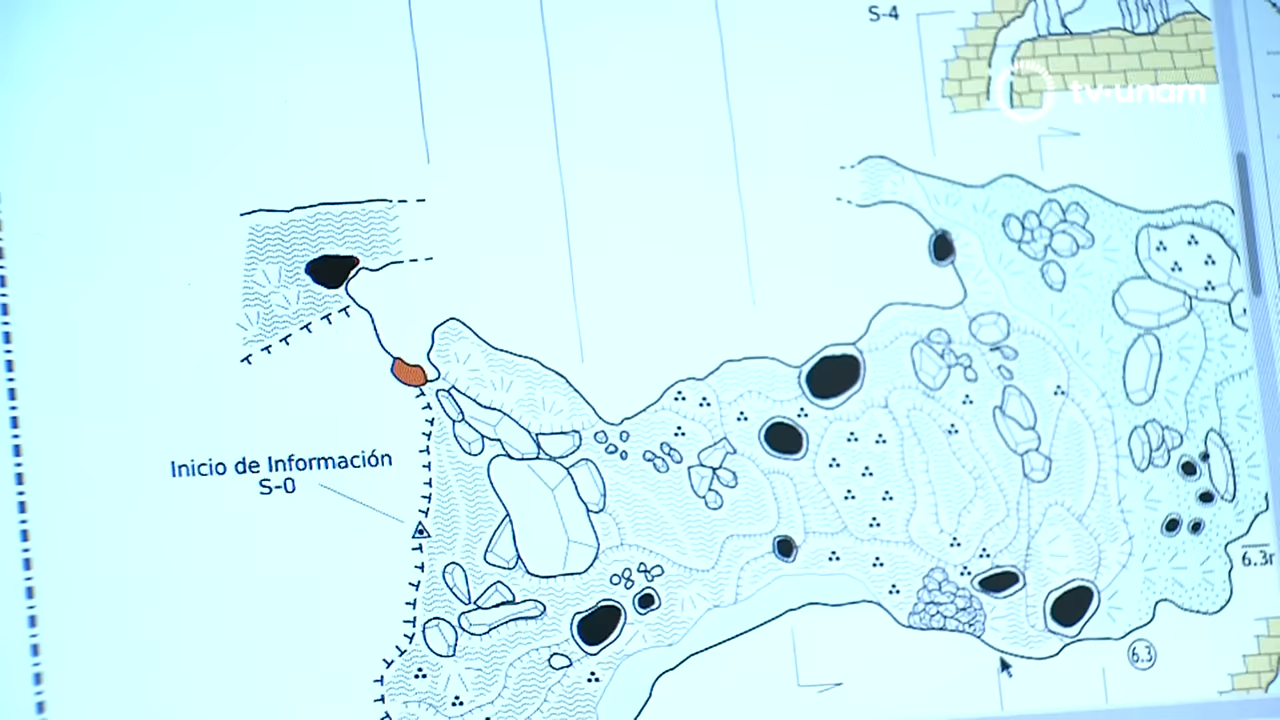 S-4
tv·unam
Inicio de Información
S-0
6.3r
6.3